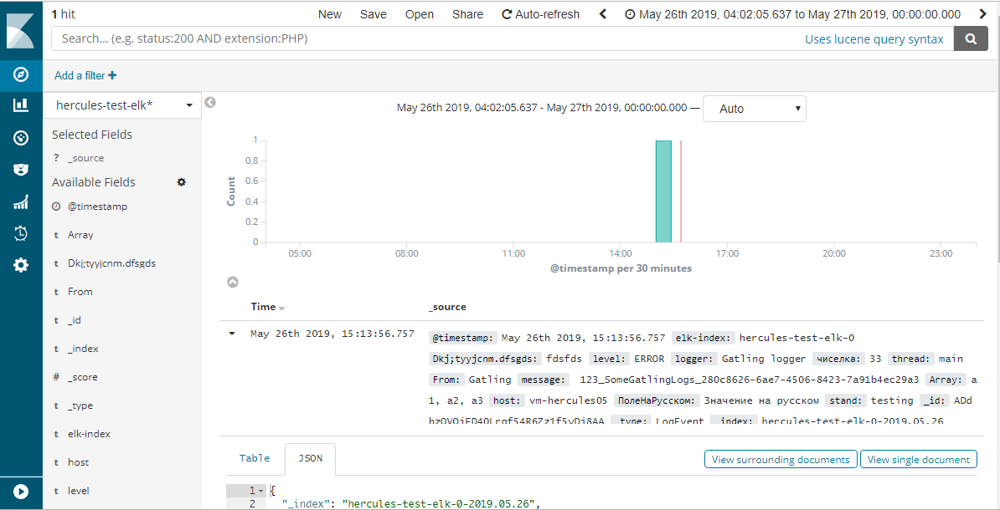 1 hit New Save Open Share Auto-refresh May 26th 2019, 04:02:05.637 to May 27th 2019, 00:00:00.000
Search... (e.g. status:200 AND extension:PHP) Uses lucene query syntax
Add a filter +
hercules-test-elk*
Selected Fields
? _source
Available Fields
@timestamp
t Array
t Dkj;tyyjcnm.dfsgds
t From
t _id
t _index
# _score
t _type
t elk-index
t host
t level
May 26th 2019, 04:02:05.637 - May 27th 2019, 00:00:00.000 — Auto
Count
1
0.8
0.6
0.4
0.2
0
05:00 08:00 11:00 14:00 17:00 20:00 23:00
@timestamp per 30 minutes
Time _source
May 26th 2019, 15:13:56.757
@timestamp: May 26th 2019, 15:13:56.757 elk-index: hercules-test-elk-0
Dkj;tyyjcnm.dfsgds: fdsfds level: ERROR logger: Gatling logger чиселка: 33 thread: main
From: Gatling message: 123_SomeGatlingLogs_280c8626-6ae7-4506-8423-7a91b4ec29a3 Array: a
1, a2, a3 host: vm-hercules05 ПолеНаРусском: Значение на русском stand: testing _id: ADd
_type: LogEvent _index: hercules-test-elk-0-2019.05.26
Table JSON View surrounding documents View single document
1 {
2 "_index": "hercules-test-elk-0-2019.05.26",